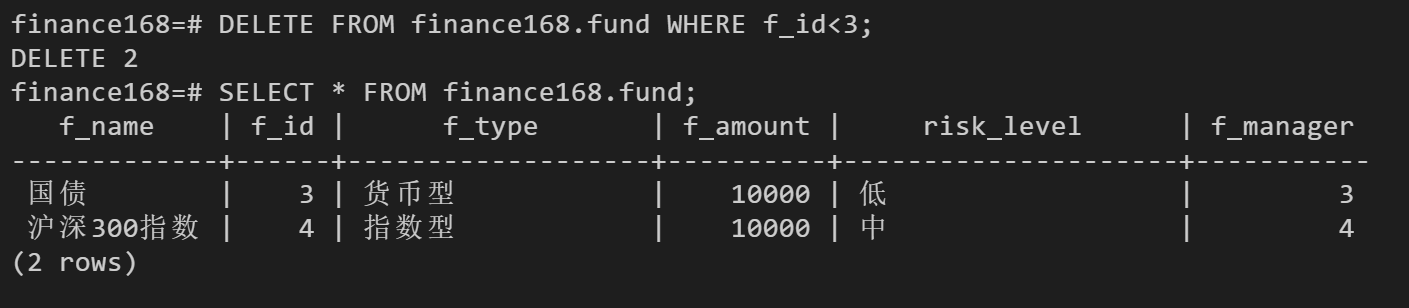 finance168=# DELETE FROM finance168.fund WHERE f_id<3;
DELETE 2
finance168=# SELECT * FROM finance168.fund;
   f_name    | f_id |      f_type       | f_amount |     risk_level      | f_manager
-------------+------+-------------------+----------+---------------------+-----------
 国债        |    3 | 货币型            |    10000 | 低                  |         3
 沪深300指数 |    4 | 指数型            |    10000 | 中                  |         4
(2 rows)